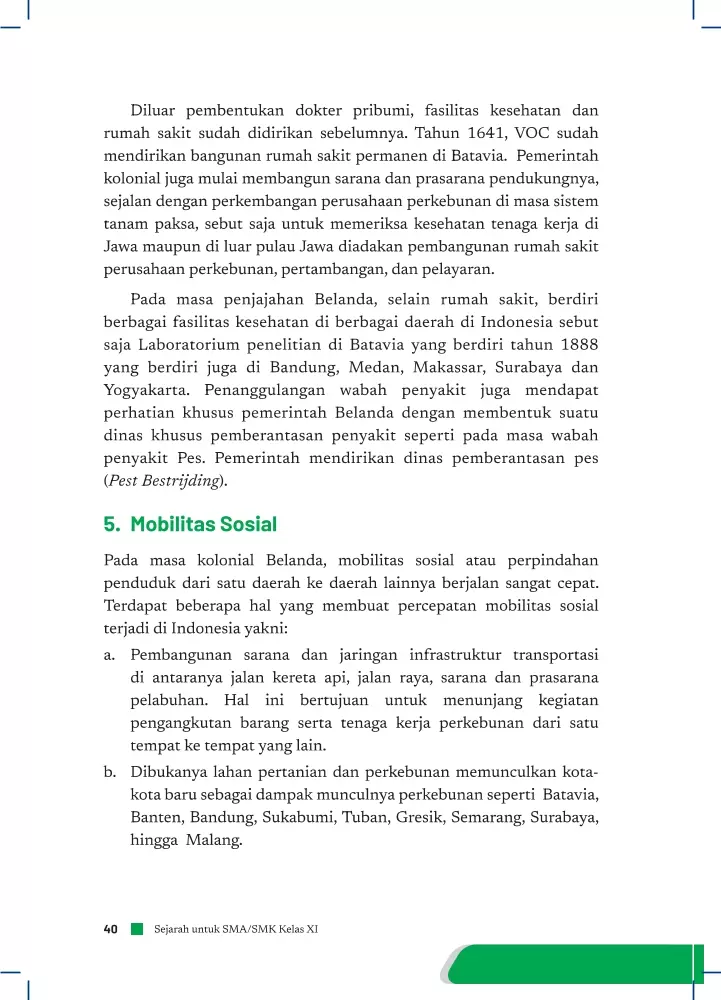 Diluar pembentukan dokter pribumi, fasilitas kesehatan dan
rumah sakit sudah didirikan sebelumnya. Tahun 1641, VOC sudah
mendirikan bangunan rumah sakit permanen di Batavia. Pemerintah
kolonial juga mulai membangun sarana dan prasarana pendukungnya,
sejalan dengan perkembangan perusahaan perkebunan di masa sistem
tanam paksa, sebut saja untuk memeriksa kesehatan tenaga kerja di
Jawa maupun di luar pulau Jawa diadakan pembangunan rumah sakit
perusahaan perkebunan, pertambangan, dan pelayaran.
Pada masa penjajahan Belanda, selain rumah sakit, berdiri
berbagai fasilitas kesehatan di berbagai daerah di Indonesia sebut
saja Laboratorium penelitian di Batavia yang berdiri tahun 1888
yang berdiri juga di Bandung, Medan, Makassar, Surabaya dan
Yogyakarta. Penanggulangan wabah penyakit juga mendapat
perhatian khusus pemerintah Belanda dengan membentuk suatu
dinas khusus pemberantasan penyakit seperti pada masa wabah
penyakit Pes. Pemerintah mendirikan dinas pemberantasan pes
(Pest Bestrijding).
5. Mobilitas Sosial
Pada masa kolonial Belanda, mobilitas sosial atau perpindahan
penduduk dari satu daerah ke daerah lainnya berjalan sangat cepat.
Terdapat beberapa hal yang membuat percepatan mobilitas sosial
terjadi di Indonesia yakni:
a. Pembangunan sarana dan jaringan infrastruktur transportasi
di antaranya jalan kereta api, jalan raya, sarana dan prasarana
pelabuhan. Hal ini bertujuan untuk menunjang kegiatan
pengangkutan barang serta tenaga kerja perkebunan dari satu
tempat ke tempat yang lain.
b. Dibukanya lahan pertanian dan perkebunan memunculkan kota-
kota baru sebagai dampak munculnya perkebunan seperti Batavia,
Banten, Bandung, Sukabumi, Tuban, Gresik, Semarang, Surabaya,
hingga Malang.
40 Sejarah untuk SMA/SMK Kelas XI